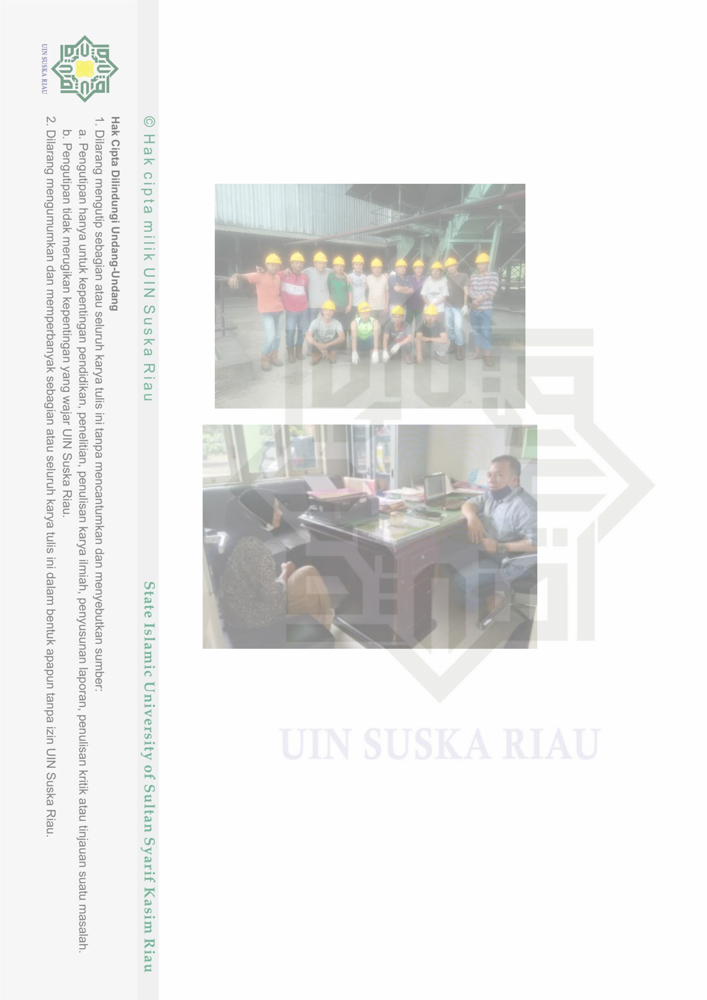 UIN SUSKA RIAU
Hak Cipta Dilindungi Undang-Undang
1. Dilarang mengutip sebagian atau seluruh karya tulis ini tanpa mencantumkan dan menyebutkan sumber:
a. Pengutipan hanya untuk kepentingan pendidikan, penelitian, penulisan karya ilmiah, penyusunan laporan, penulisan kritik atau tinjauan suatu masalah.
b. Pengutipan tidak merugikan kepentingan yang wajar UIN Suska Riau.
2. Dilarang mengumumkan dan memperbanyak sebagian atau seluruh karya tulis ini dalam bentuk apapun tanpa izin UIN Suska Riau.
© Hak cipta milik UIN Suska Riau
State Islamic University of Sultan Syarif Kasim Riau
UIN SUSKA RIAU